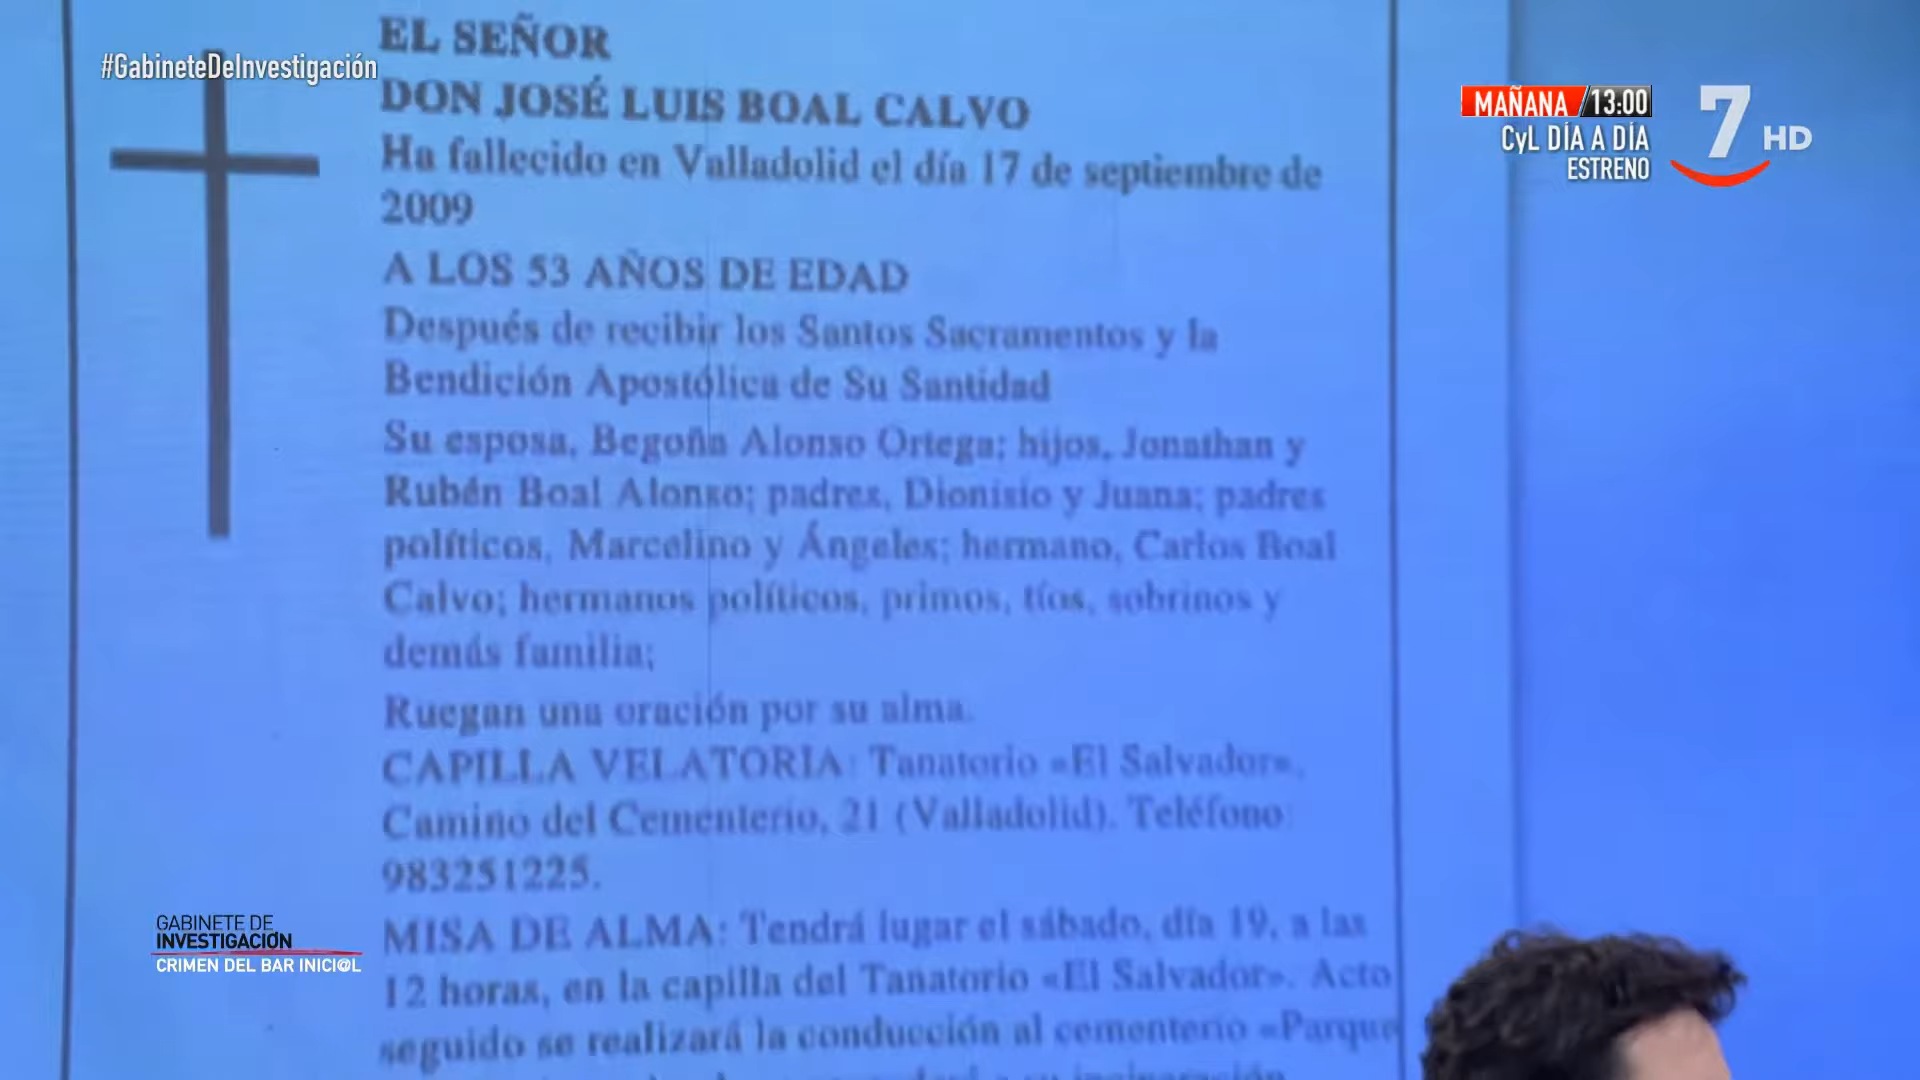 #GabineteDeInvestigación
MAÑANA 13:00
CyL DÍA A DÍA
ESTRENO
7 HD
EL SEÑOR
DON JOSÉ LUIS BOAL CALVO
Ha fallecido en Valladolid el día 17 de septiembre de
2009
A LOS 53 AÑOS DE EDAD
Después de recibir los Santos Sacramentos y la
Bendición Apostólica de Su Santidad
Su esposa, Begoña Alonso Ortega; hijos, Jonathan y
Rubén Boal Alonso; padres, Dionisio y Juana; padres
políticos, Marcelino y Ángeles; hermano, Carlos Boal
Calvo; hermanos políticos, primos, tíos, sobrinos y
demás familia;
Ruegan una oración por su alma.
CAPILLA VELATORIA: Tanatorio «El Salvador»,
Camino del Cementerio, 21 (Valladolid). Teléfono:
983251225.
MISA DE ALMA: Tendrá lugar el sábado, día 19, a las
12 horas, en la capilla del Tanatorio «El Salvador». Acto
seguido se realizará la conducción al cementerio «Parque
incineración
GABINETE DE
INVESTIGACIÓN
CRIMEN DEL BAR INICI@L